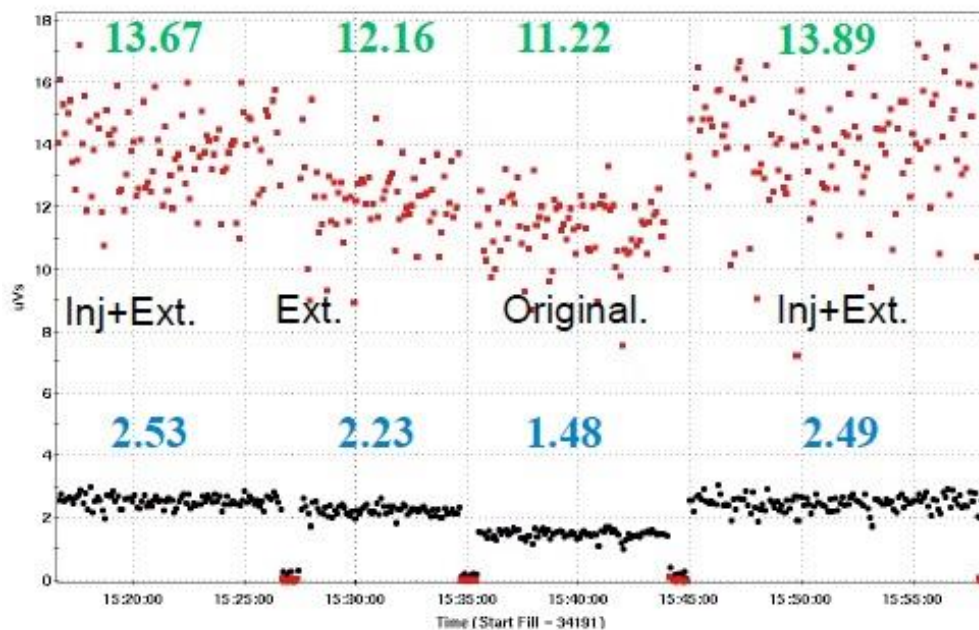 18
13.67 12.16 11.22 13.89
16
14
12
10
uVs
Inj+Ext. Ext. Original. Inj+Ext.
8
6
2.53 2.23 1.48 2.49
4
2
0
15:20:00 15:25:00 15:30:00 15:35:00 15:40:00 15:45:00 15:50:00 15:55:00
Time (Start Fill = 34191)